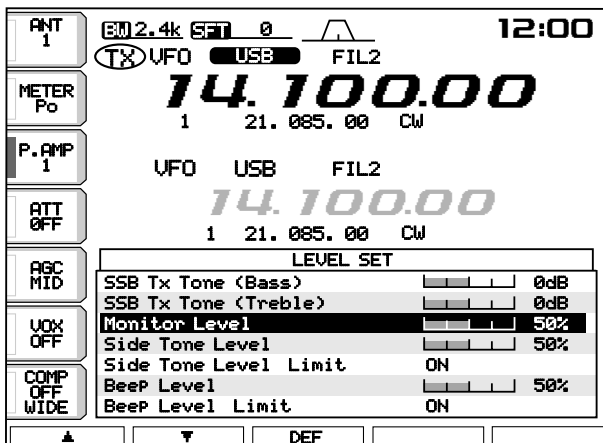 ANT
1
METER
Po
P.AMP
1
ATT
OFF
AGC
MID
VOX
OFF
COMP
OFF
WIDE
BW 2.4k SFT 0
12:00
TX VFO USB FIL2
14.100.00
1 21.085.00 CW
VFO USB FIL2
14.100.00
1 21.085.00 CW
LEVEL SET
SSB Tx Tone (Bass) 0dB
SSB Tx Tone (Treble) 0dB
Monitor Level 50%
Side Tone Level 50%
Side Tone Level Limit ON
Beep Level 50%
Beep Level Limit ON
▲ ▼ DEF